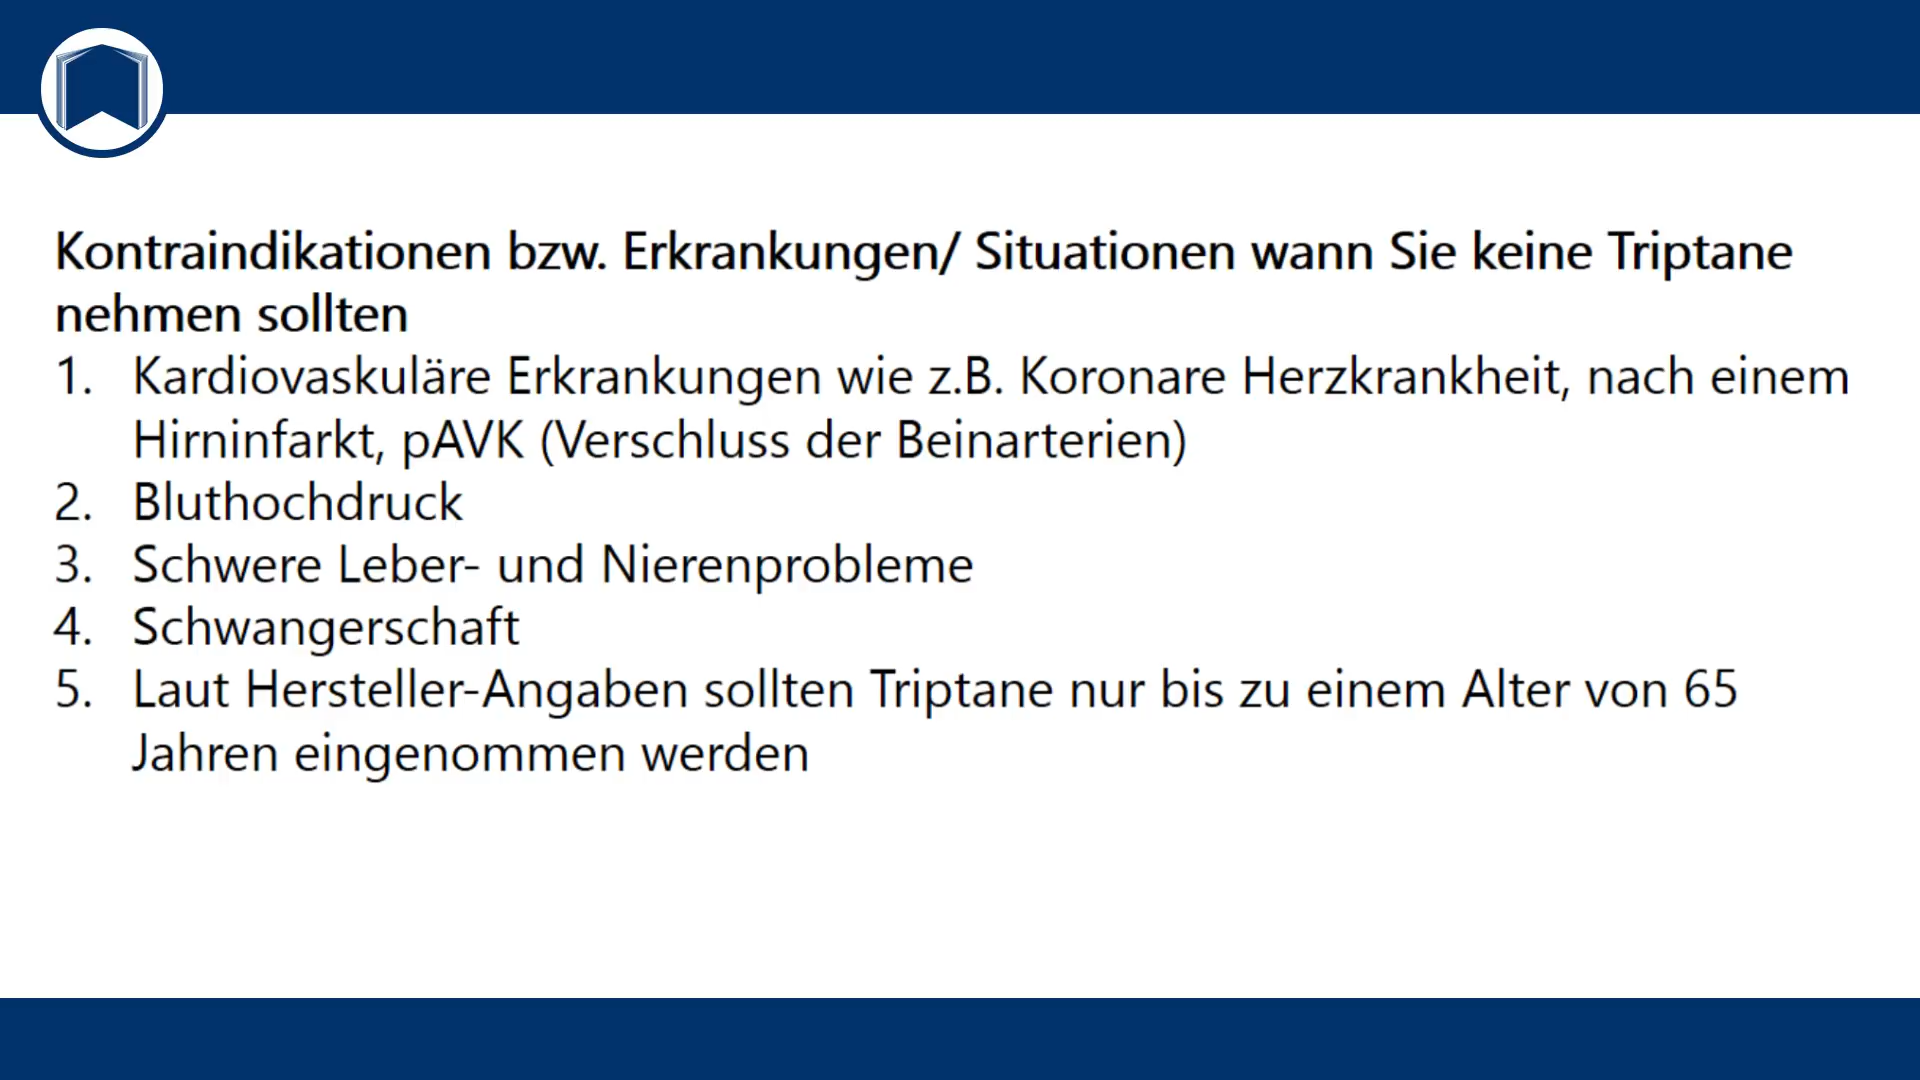 Kontraindikationen bzw. Erkrankungen/ Situationen wann Sie keine Triptane
nehmen sollten
1. Kardiovaskuläre Erkrankungen wie z.B. Koronare Herzkrankheit, nach einem
Hirninfarkt, pAVK (Verschluss der Beinarterien)
2. Bluthochdruck
3. Schwere Leber- und Nierenprobleme
4. Schwangerschaft
5. Laut Hersteller-Angaben sollten Triptane nur bis zu einem Alter von 65
Jahren eingenommen werden